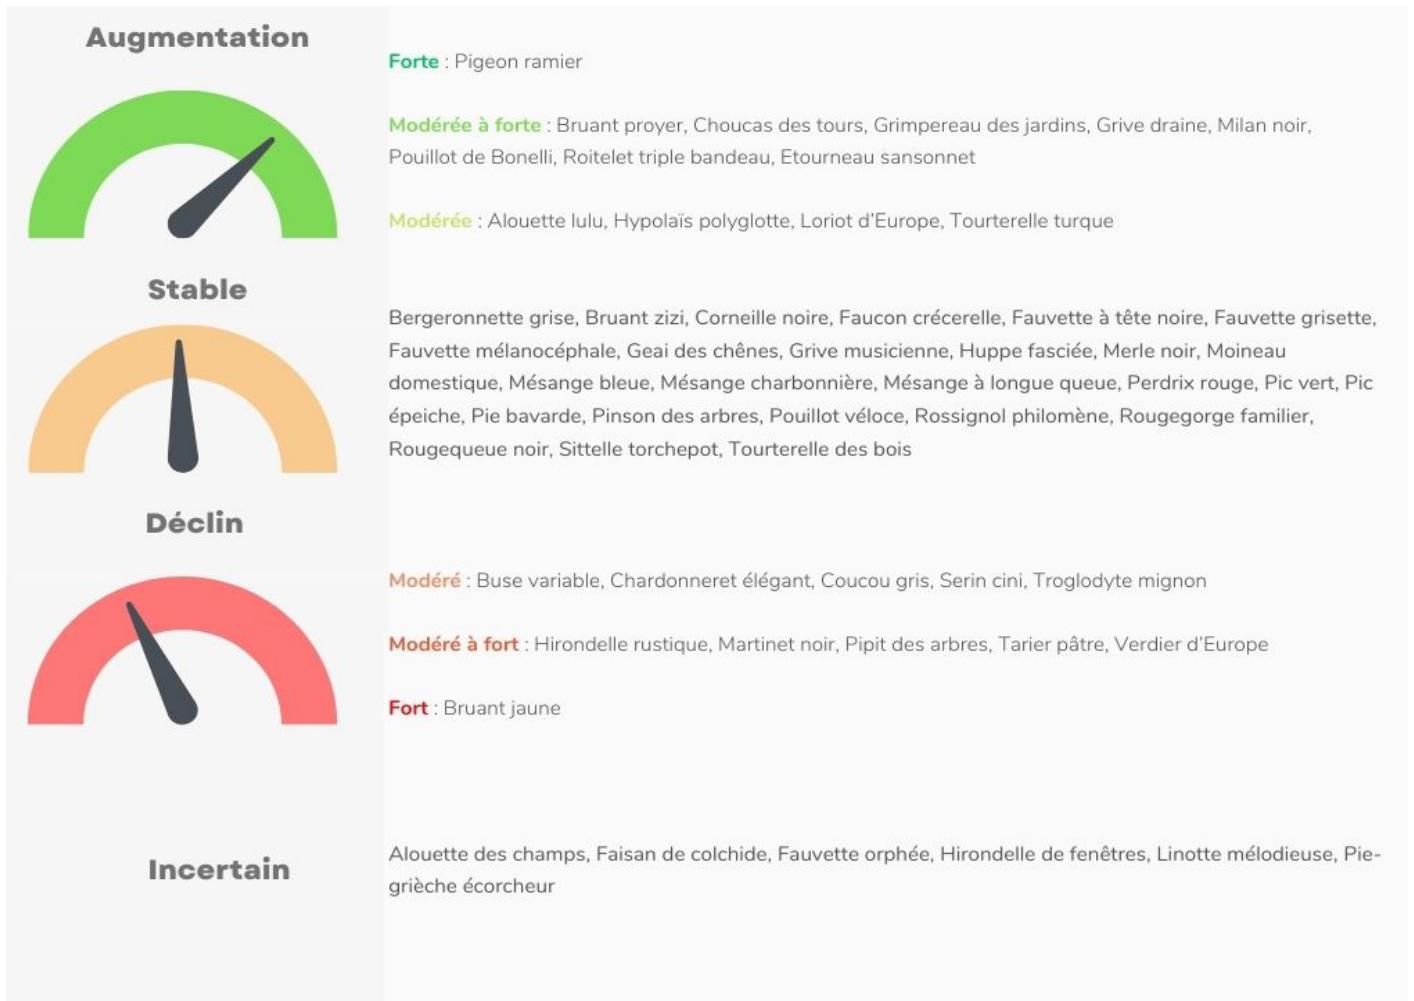 Augmentation
Forte : Pigeon ramier
Modérée à forte : Bruant proyer, Choucas des tours, Grimpereau des jardins, Grive draine, Milan noir,
Pouillot de Bonelli, Roitelet triple bandeau, Etourneau sansonnet
Modérée : Alouette lulu, Hypolaïs polyglotte, Loriot d'Europe, Tourterelle turque
Stable
Bergeronnette grise, Bruant zizi, Corneille noire, Faucon crécerelle, Fauvette à tête noire, Fauvette grisette,
Fauvette mélanocéphale, Geai des chênes, Grive musicienne, Huppe fasciée, Merle noir, Moineau
domestique, Mésange bleue, Mésange charbonnière, Mésange à longue queue, Perdrix rouge, Pic vert, Pic
épeiche, Pie bavarde, Pinson des arbres, Pouillot véloce, Rossignol philomène, Rougegorge familier,
Rougequeue noir, Sittelle torchepot, Tourterelle des bois
Déclin
Modéré : Buse variable, Chardonneret élégant, Coucou gris, Serin cini, Troglodyte mignon
Modéré à fort : Hirondelle rustique, Martinet noir, Pipit des arbres, Tarier pâtre, Verdier d'Europe
Fort : Bruant jaune
Incertain
Alouette des champs, Faisan de colchide, Fauvette orphée, Hirondelle de fenêtres, Linotte mélodieuse, Pie-
grièche écorcheur